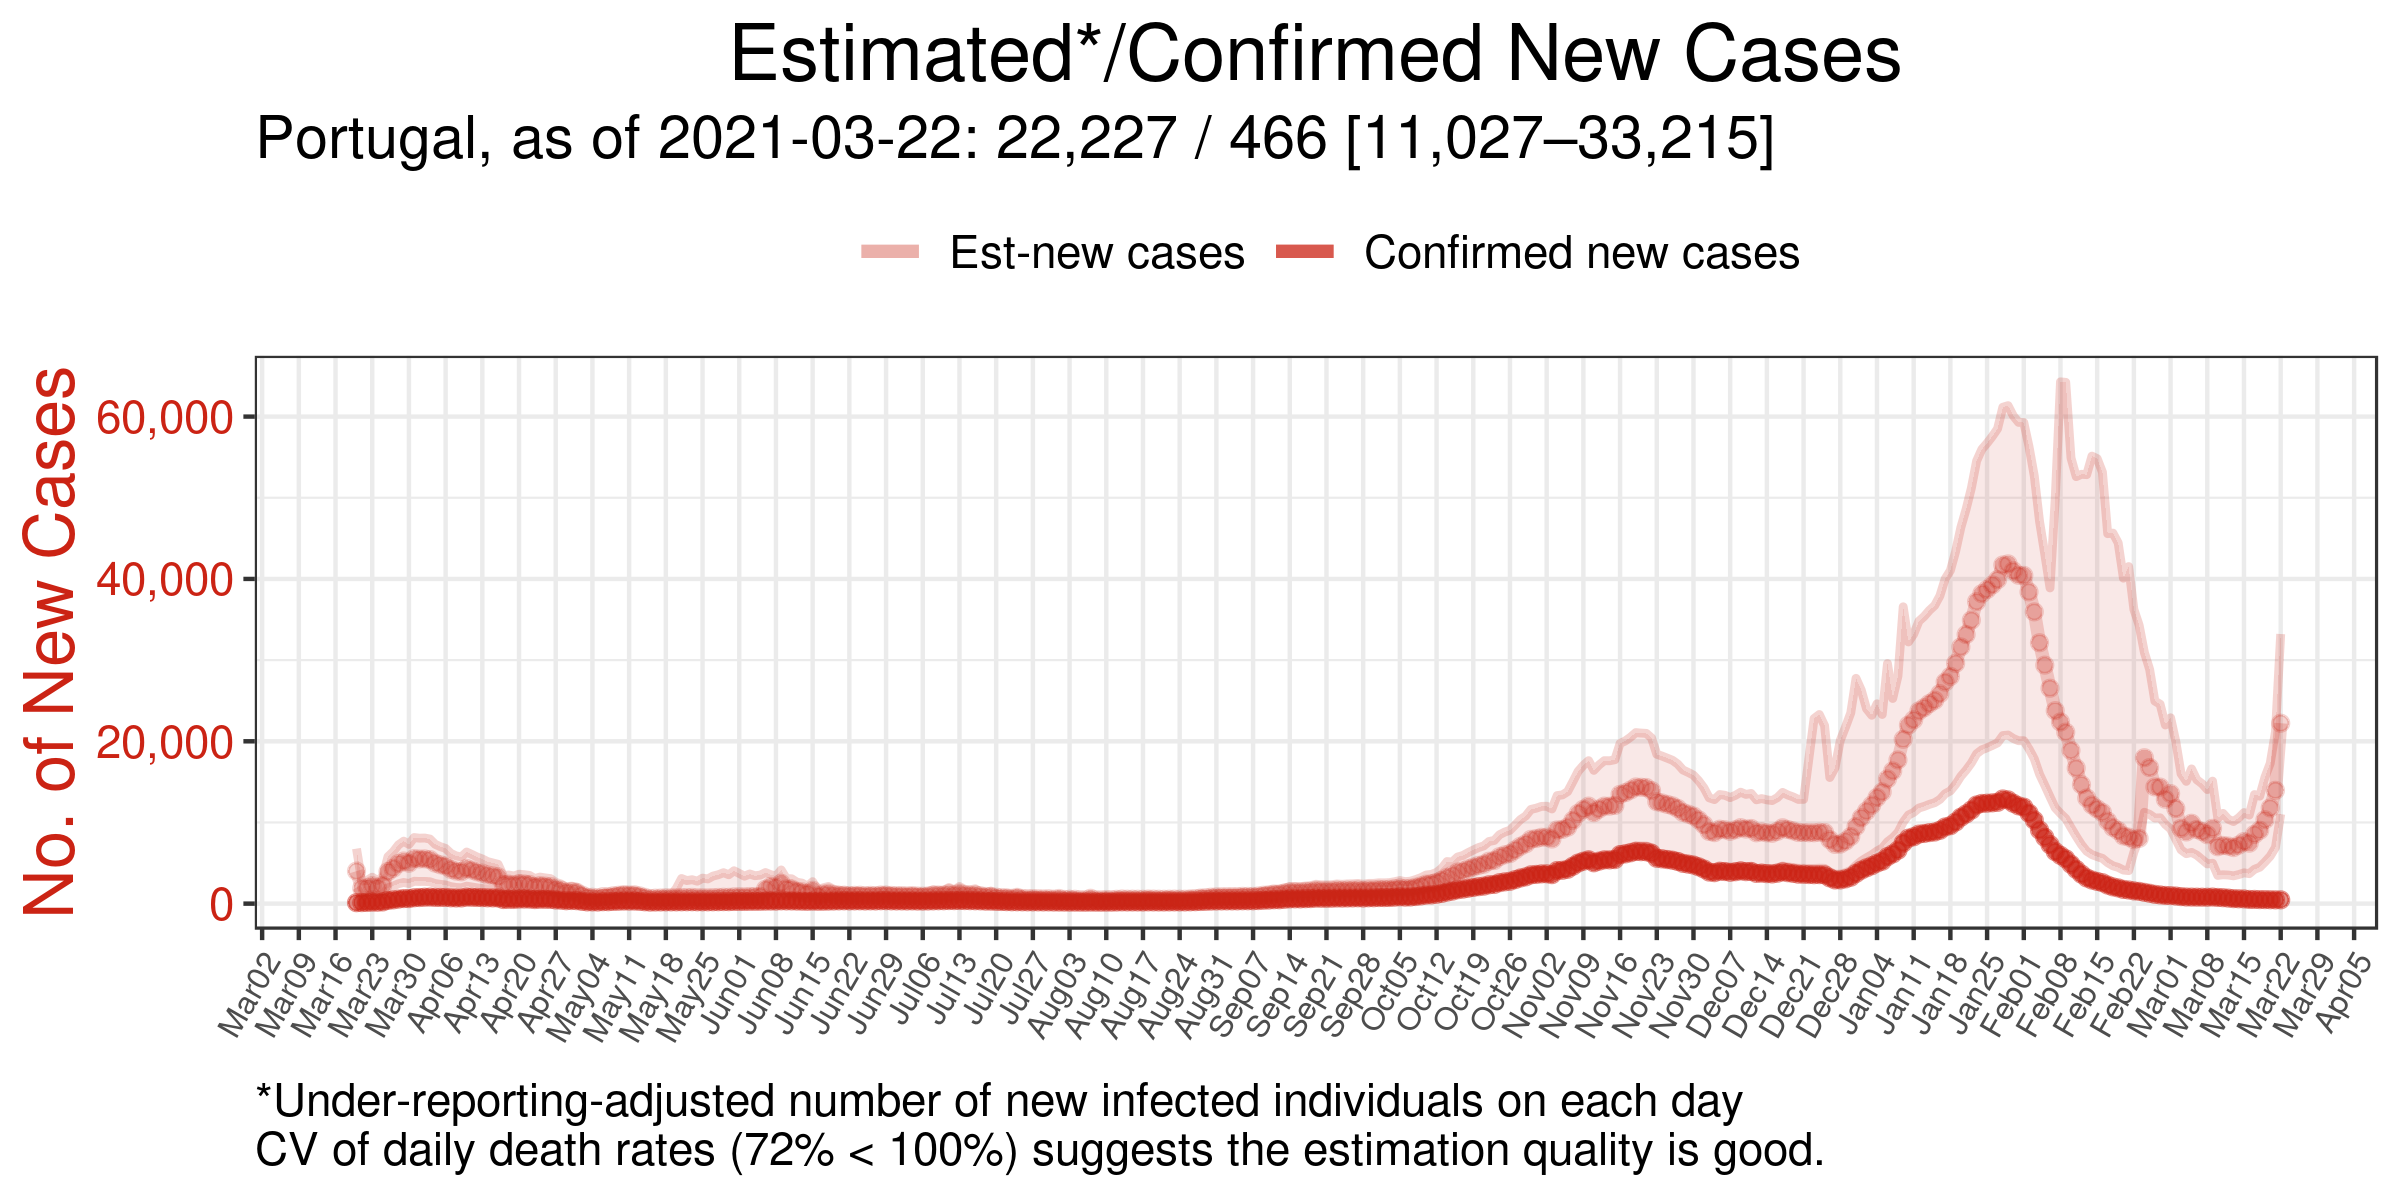 Estimated*/Confirmed New Cases
Portugal, as of 2021-03-22: 22,227 / 466 [11,027–33,215]
Est-new cases
Confirmed new cases
No. of New Cases
60,000
40,000
20,000
0
Mar02
Mar09
Mar16
Mar23
Mar30
Apr06
Apr13
Apr20
Apr27
May04
May11
May18
May25
Jun01
Jun08
Jun15
Jun22
Jun29
Jul06
Jul13
Jul20
Jul27
Aug03
Aug10
Aug17
Aug24
Aug31
Sep07
Sep14
Sep21
Sep28
Oct05
Oct12
Oct19
Oct26
Nov02
Nov09
Nov16
Nov23
Nov30
Dec07
Dec14
Dec21
Dec28
Jan04
Jan11
Jan18
Jan25
Feb01
Feb08
Feb15
Feb22
Mar01
Mar08
Mar15
Mar22
Mar29
Apr05
*Under-reporting-adjusted number of new infected individuals on each day
CV of daily death rates (72% < 100%) suggests the estimation quality is good.